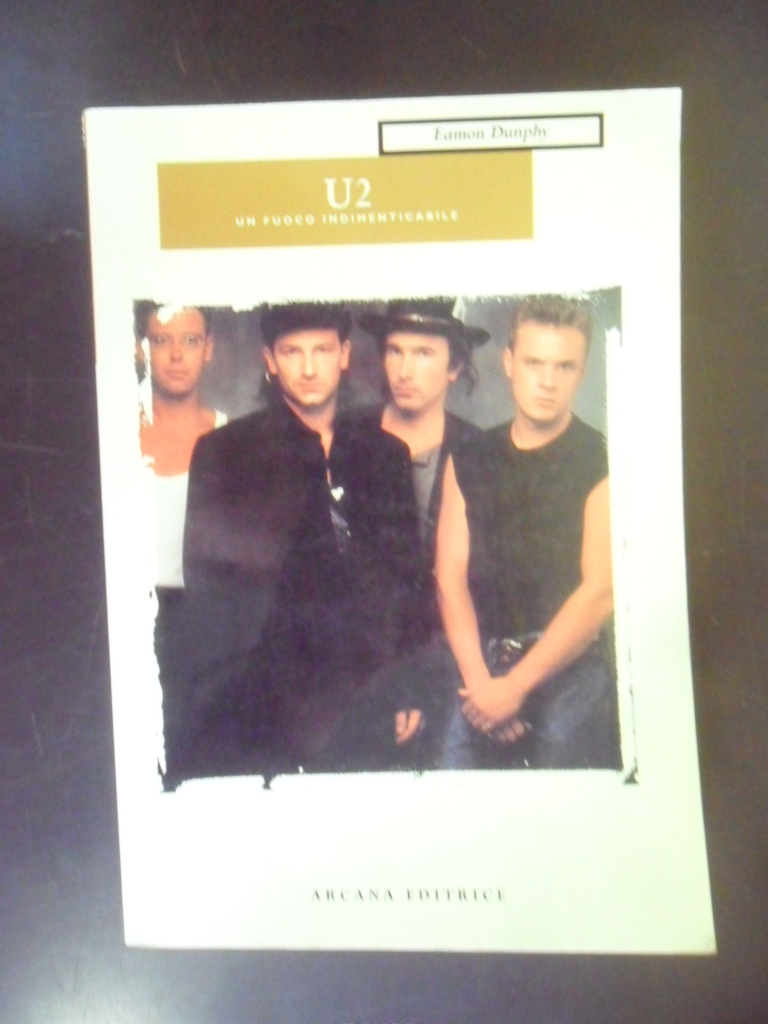 Eamon Dunphy
U2
UN FUOCO INDIMENTICABILE
ARCANA EDITRICE